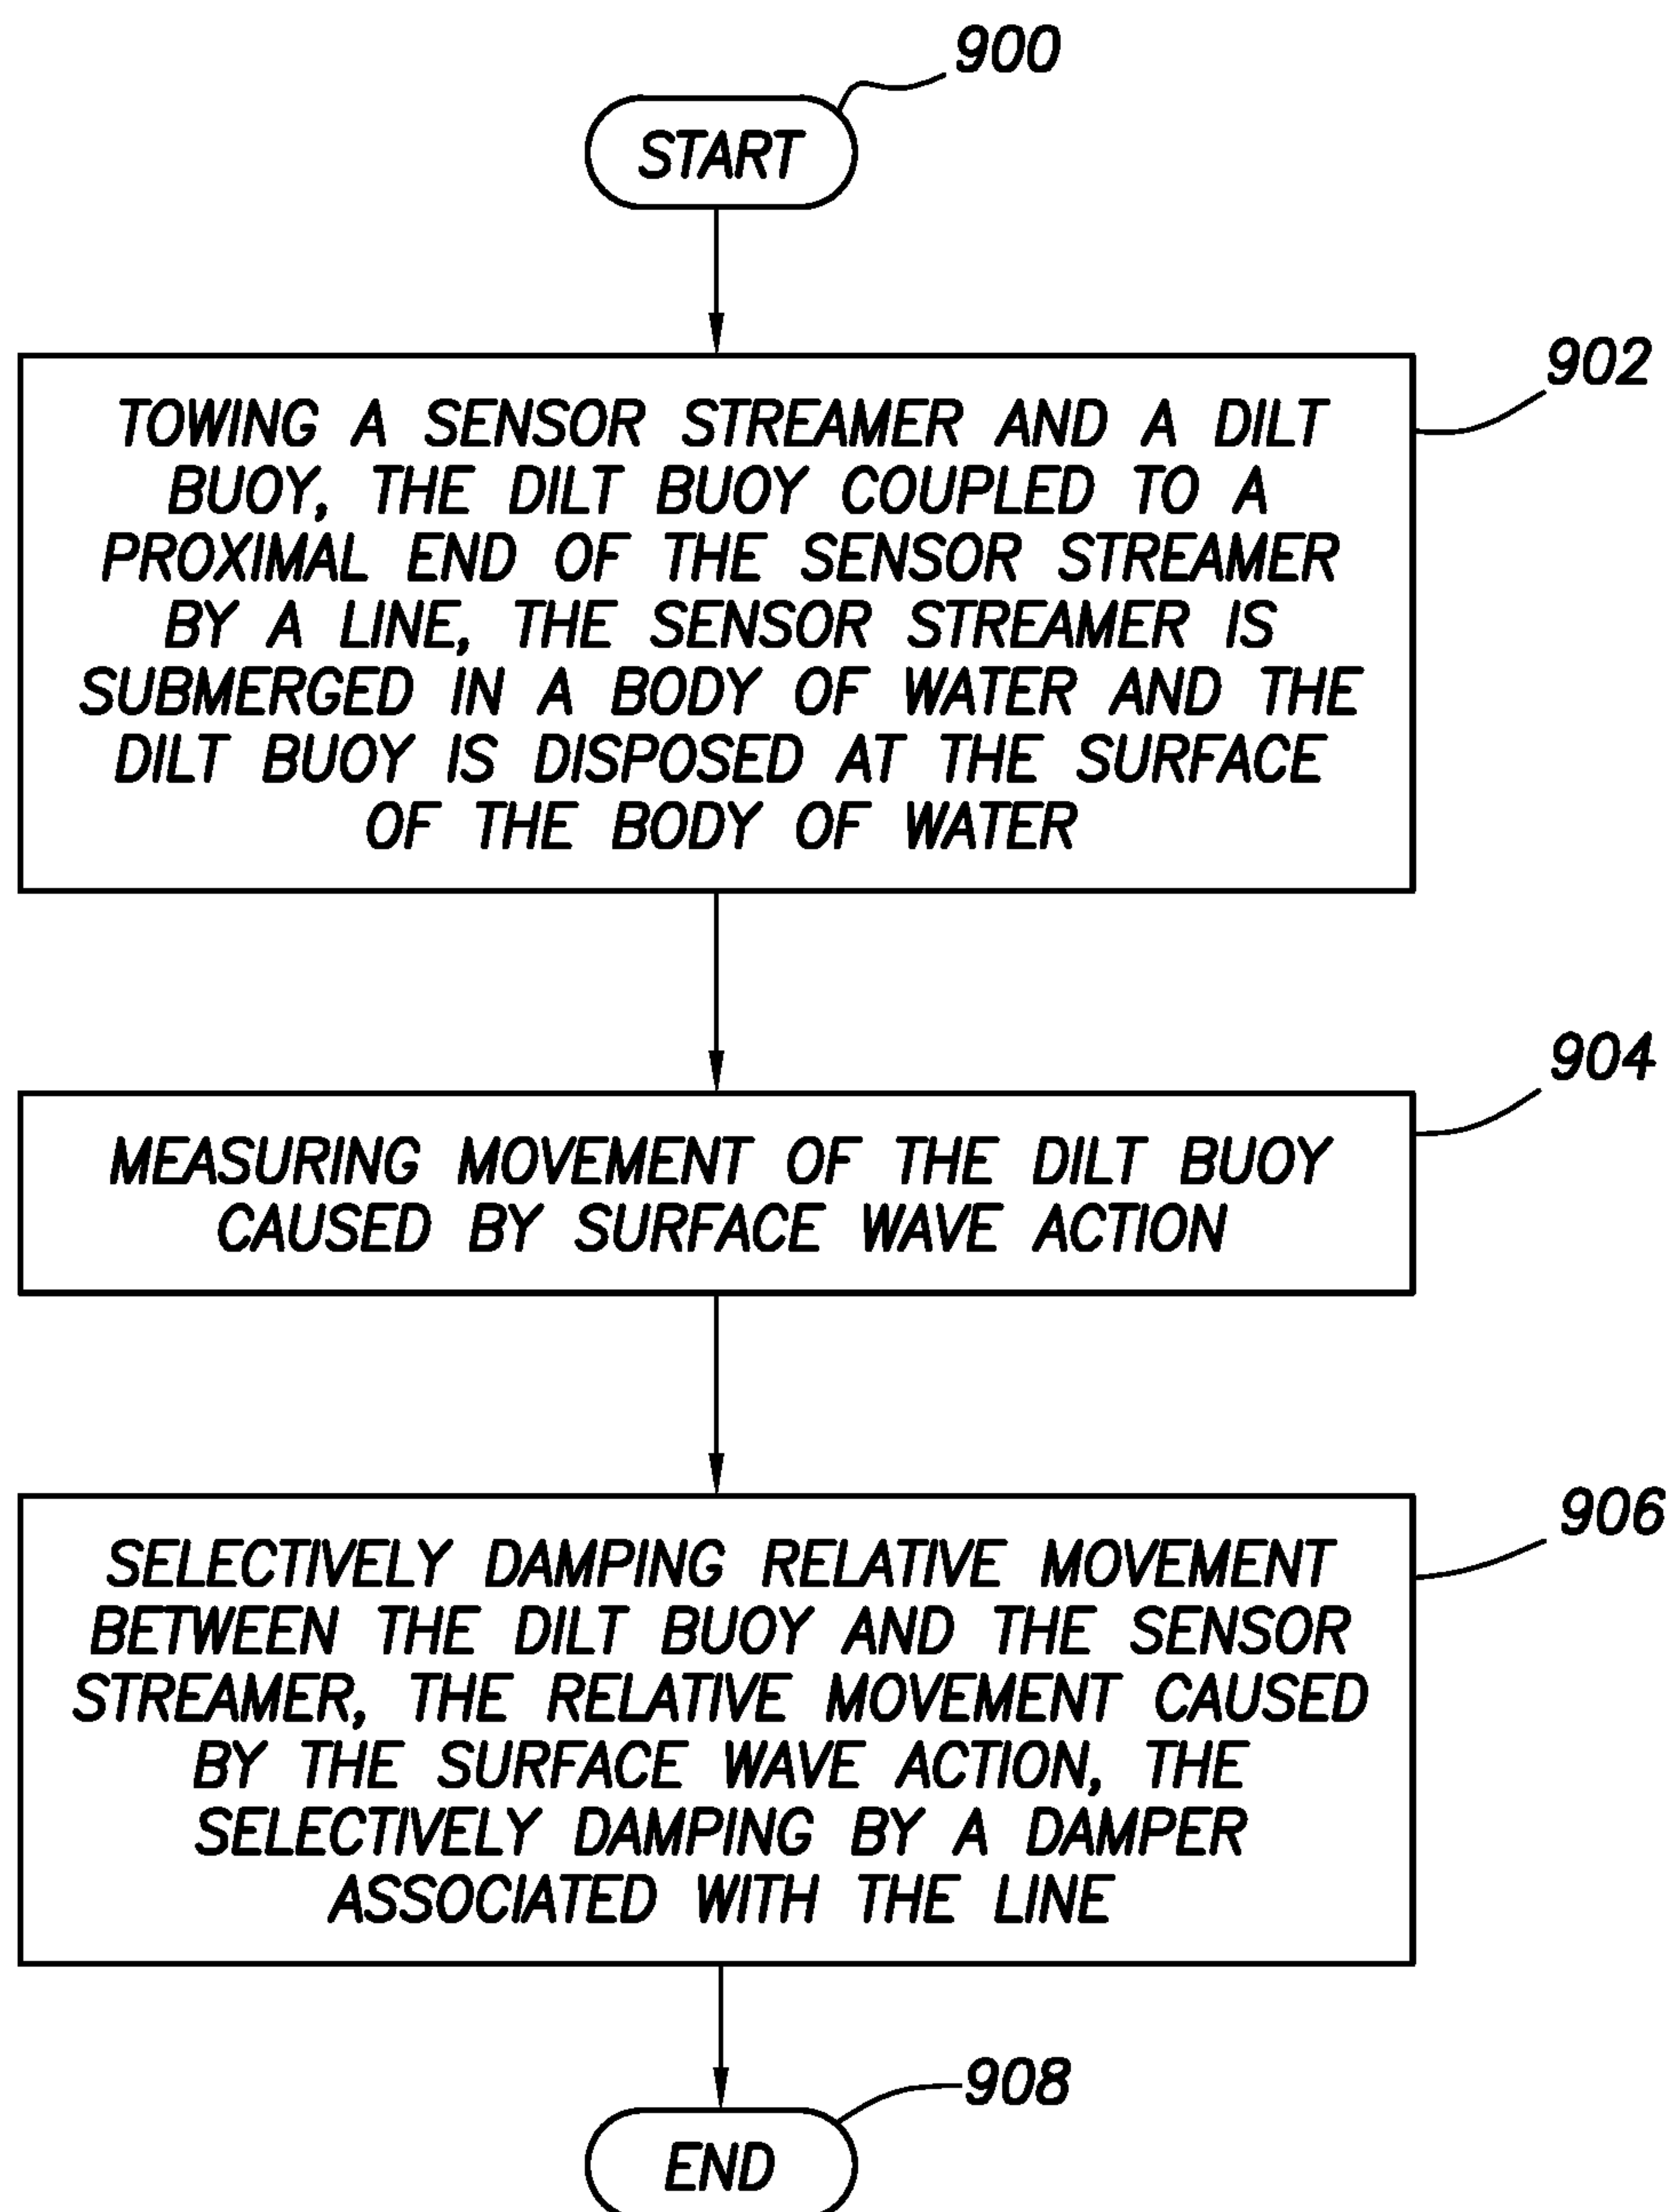 900
START
902
TOWING A SENSOR STREAMER AND A DILT
BUOY, THE DILT BUOY COUPLED TO A
PROXIMAL END OF THE SENSOR STREAMER
BY A LINE, THE SENSOR STREAMER IS
SUBMERGED IN A BODY OF WATER AND THE
DILT BUOY IS DISPOSED AT THE SURFACE
OF THE BODY OF WATER
904
MEASURING MOVEMENT OF THE DILT BUOY
CAUSED BY SURFACE WAVE ACTION
906
SELECTIVELY DAMPING RELATIVE MOVEMENT
BETWEEN THE DILT BUOY AND THE SENSOR
STREAMER, THE RELATIVE MOVEMENT CAUSED
BY THE SURFACE WAVE ACTION, THE
SELECTIVELY DAMPING BY A DAMPER
ASSOCIATED WITH THE LINE
908
END